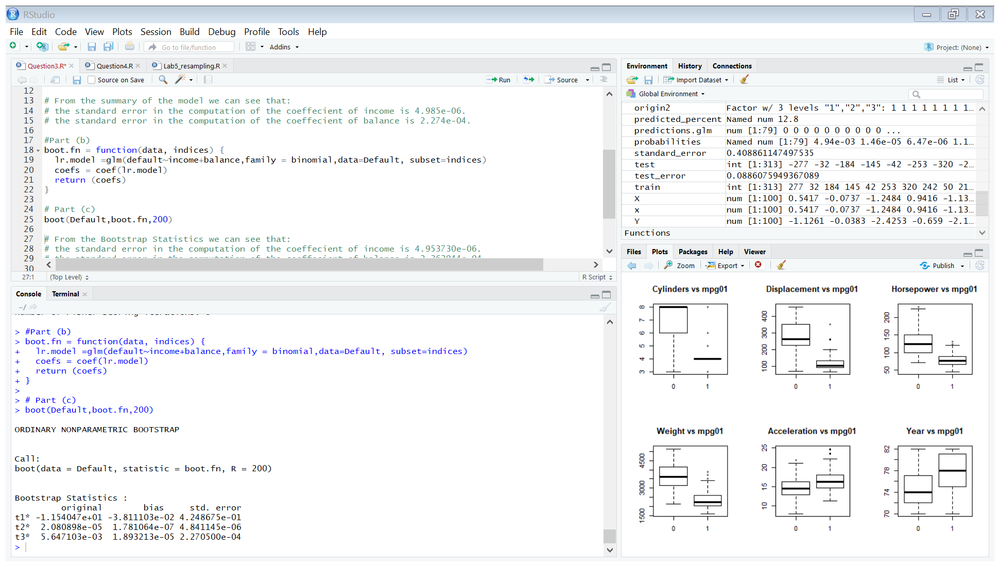 RStudio
File Edit Code View Plots Session Build Debug Profile Tools Help
Go to file/function Addins Project: (None)
Question3.R* Question4.R Lab5_resampling.R
Source on Save Run Source
12
13 # From the summary of the model we can see that:
14 # the standard error in the computation of the coeffecient of income is 4.985e-06.
15 # the standard error in the computation of the coeffecient of balance is 2.274e-04.
16
17 #Part (b)
18 boot.fn = function(data, indices) {
19 lr.model =glm(default~income+balance,family = binomial,data=Default, subset=indices)
20 coefs = coef(lr.model)
21 return (coefs)
22 }
23
24 # Part (c)
25 boot(Default,boot.fn,200)
26
27 # From the Bootstrap Statistics we can see that:
28 # the standard error in the computation of the coeffecient of income is 4.953730e-06.
29 # the standard error in the computation of the coeffecient of balance is
30
27:1 (Top Level) R Script
Console Terminal
~/
> #Part (b)
> boot.fn = function(data, indices) {
+ lr.model =glm(default~income+balance,family = binomial,data=Default, subset=indices)
+ coefs = coef(lr.model)
+ return (coefs)
+ }
>
> # Part (c)
> boot(Default,boot.fn,200)
ORDINARY NONPARAMETRIC BOOTSTRAP
Call:
boot(data = Default, statistic = boot.fn, R = 200)
Bootstrap Statistics :
original bias std. error
t1* -1.154047e+01 -3.811103e-02 4.248675e-01
t2* 2.080898e-05 1.781064e-07 4.841145e-06
t3* 5.647103e-03 1.893213e-05 2.270500e-04
>
Environment History Connections
Import Dataset List
Global Environment
origin2 Factor w/ 3 levels "1","2","3": 1 1 1 1 1 1 1 1…
predicted_percent Named num 12.8
predictions.glm num [1:79] 0 0 0 0 0 0 0 0 0 0 ...
probabilities Named num [1:79] 4.94e-03 1.46e-05 6.47e-06 1.1…
standard_error 0.408861147497535
test int [1:313] -277 -32 -184 -145 -42 -253 -320 -2…
test_error 0.0886075949367089
train int [1:313] 277 32 184 145 42 253 320 242 50 21…
X num [1:100] 0.5417 -0.0737 -1.2484 0.9416 -1.13…
x num [1:100] 0.5417 -0.0737 -1.2484 0.9416 -1.13…
Y num [1:100] -1.1261 -0.0383 -2.4253 -0.659 -2.1…
Functions
Files Plots Packages Help Viewer
Zoom Export Publish
Cylinders vs mpg01
8
7
6
5
4
3
0 1
Displacement vs mpg01
400
300
200
100
0 1
Horsepower vs mpg01
200
150
100
50
0 1
Weight vs mpg01
4500
3000
1500
0 1
Acceleration vs mpg01
25
20
15
10
0 1
Year vs mpg01
82
78
74
70
0 1